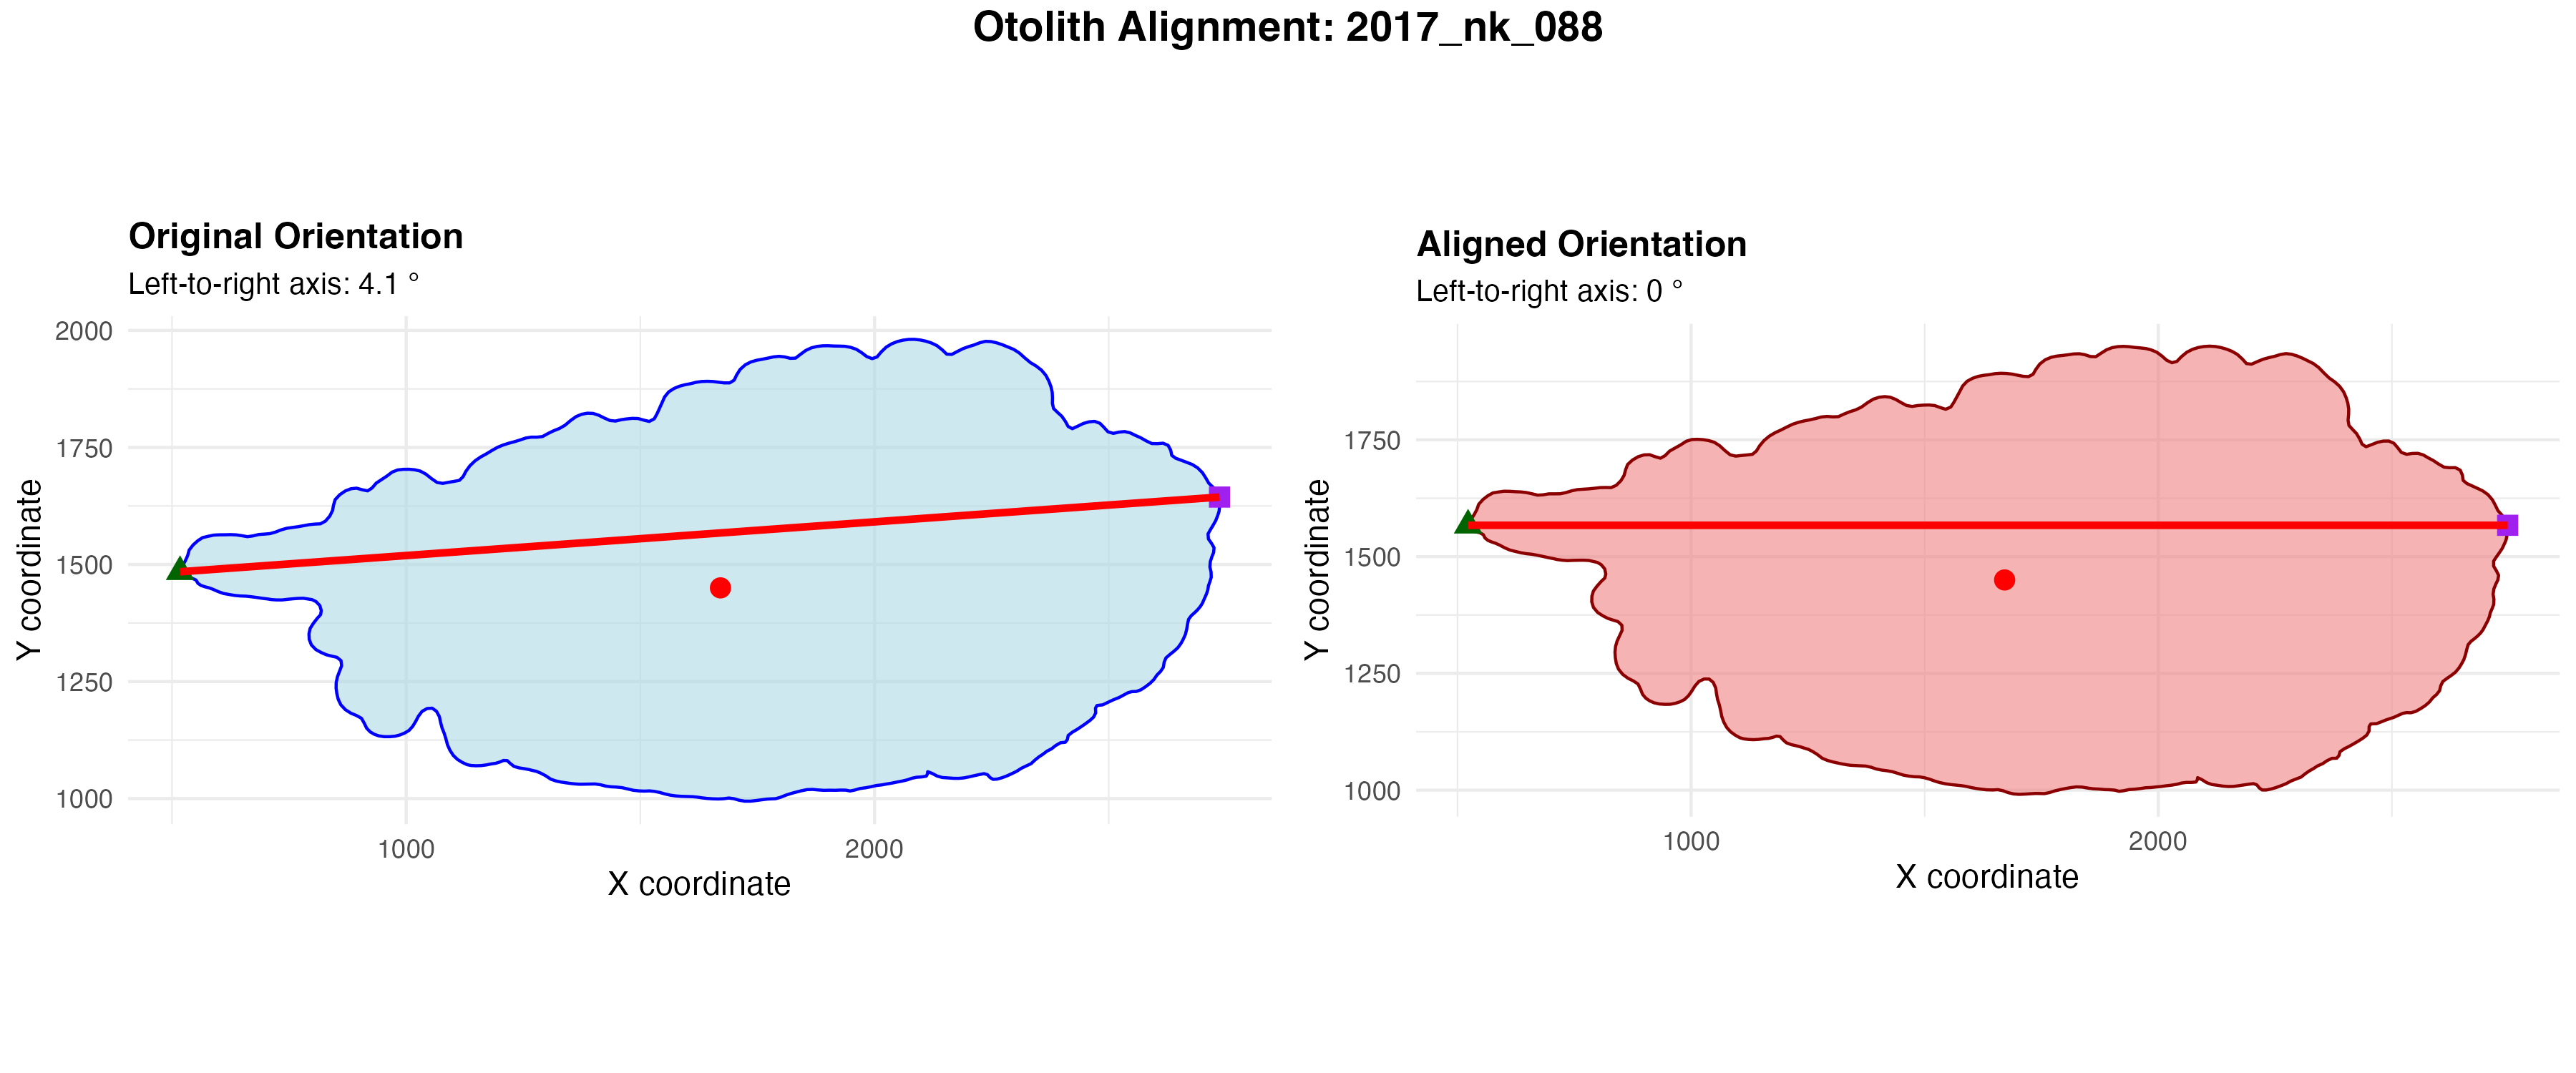 Otolith Alignment: 2017_nk_088
Original Orientation
Left-to-right axis: 4.1 °
2000
1750
1500
1250
1000
Y coordinate
1000
2000
X coordinate
Aligned Orientation
Left-to-right axis: 0 °
1750
1500
1250
1000
Y coordinate
1000
2000
X coordinate